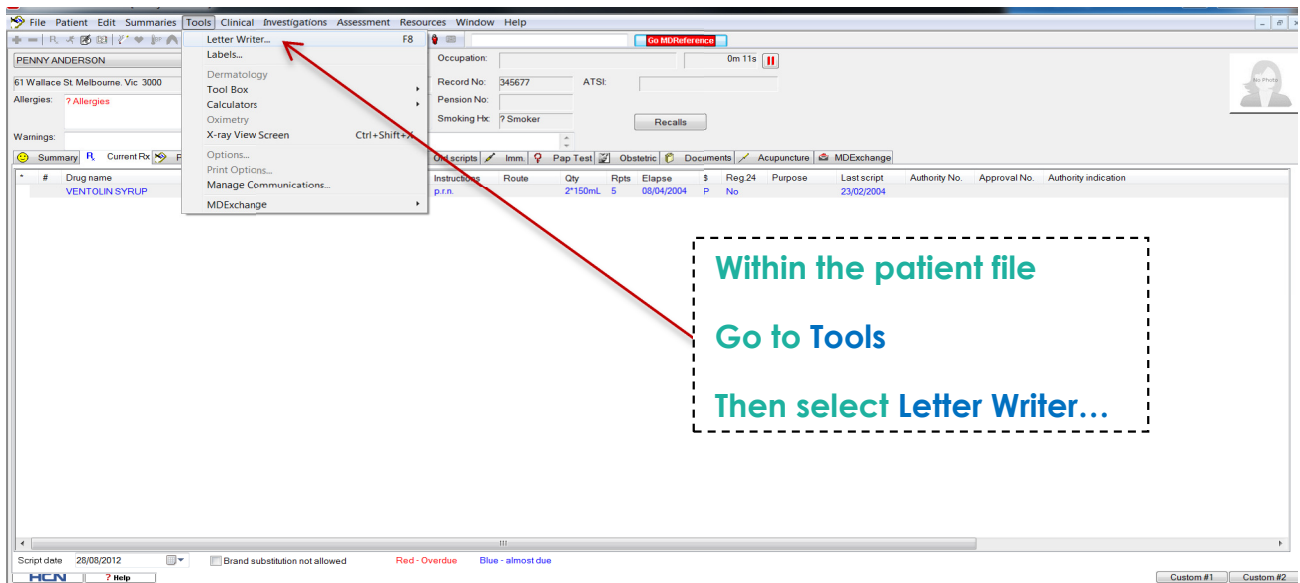 File Patient Edit Summaries Tools Clinical Investigations Assessment Resources Window Help
Letter Writer... F8
Go MDReference
PENNY ANDERSON
Labels...
Occupation:
0m 11s
61 Wallace St. Melbourne. Vic 3000
Dermatology
Record No: 345677 ATSI:
No Photo
Tool Box
Allergies: ? Allergies
Calculators
Pension No:
Oximetry
Smoking Hx: ? Smoker
Recalls
Warnings:
X-ray View Screen Ctrl+Shift+X
Summary Rx Current Rx P
Options...
Old scripts Imm. Pap Test Obstetric Documents Acupuncture MDExchange
Print Options...
* # Drug name
Instructions Route Qty Rpts Elapse $ Reg.24 Purpose Last script Authority No. Approval No. Authority indication
Manage Communications...
VENTOLIN SYRUP
p.r.n. 2*150mL 5 08/04/2004 P No 23/02/2004
MDExchange
Within the patient file
Go to Tools
Then select Letter Writer…
Script date 28/08/2012 Brand substitution not allowed Red - Overdue Blue - almost due
HCN ? Help Custom #1 Custom #2